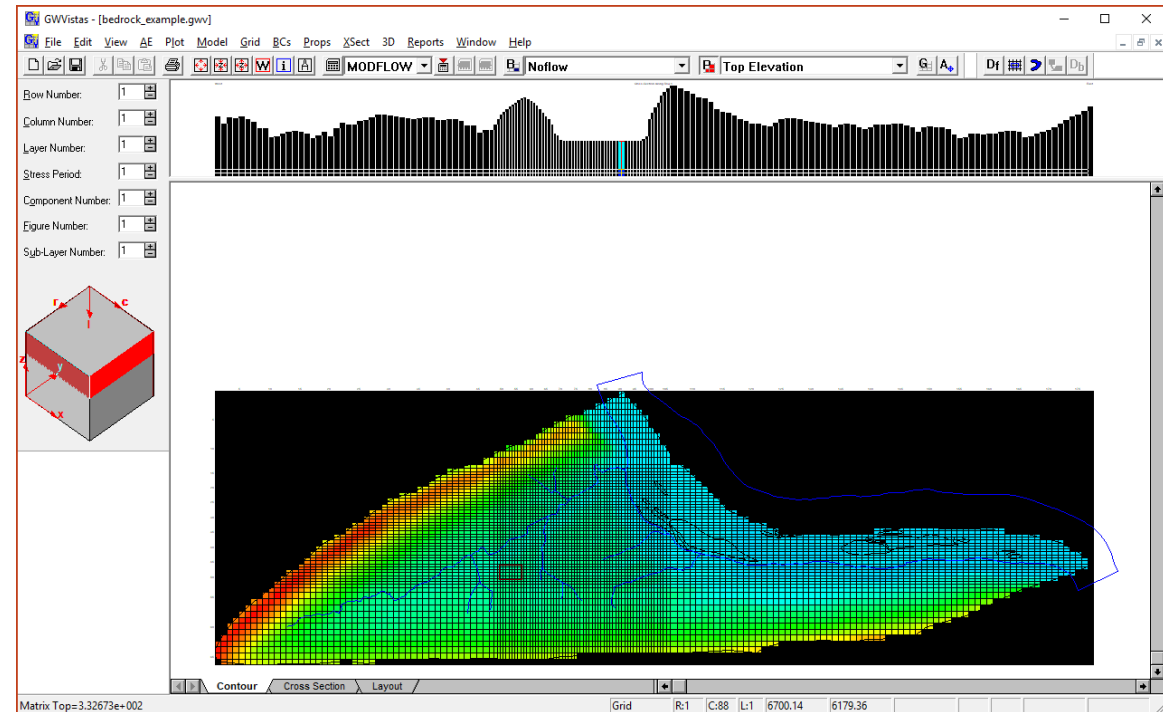 GWVistas - [bedrock_example.gwv]
File Edit View AE Plot Model Grid BCs Props XSect 3D Reports Window Help
W i A MODFLOW B Noflow P Top Elevation G A Df Db
Row Number: 1
Column Number: 1
Layer Number: 1
Stress Period: 1
Component Number: 1
Figure Number: 1
Sub-Layer Number: 1
r c
l
z y
x
Contour Cross Section Layout
Matrix Top=3.32673e+002 Grid R:1 C:88 L:1 6700.14 6179.36